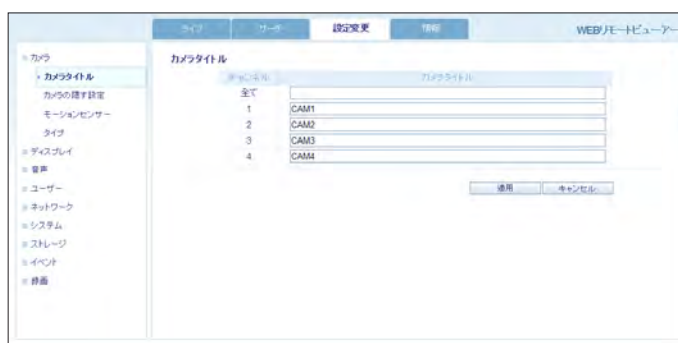 ライブ サーチ 設定変更 情報 WEBリモートビューアー
カメラ
カメラタイトル
カメラの隠す設定
モーションセンサー
タイプ
ディスプレイ
音声
ユーザー
ネットワーク
システム
ストレージ
イベント
録画
カメラタイトル
チャンネル カメラタイトル
全て
1 CAM1
2 CAM2
3 CAM3
4 CAM4
適用 キャンセル